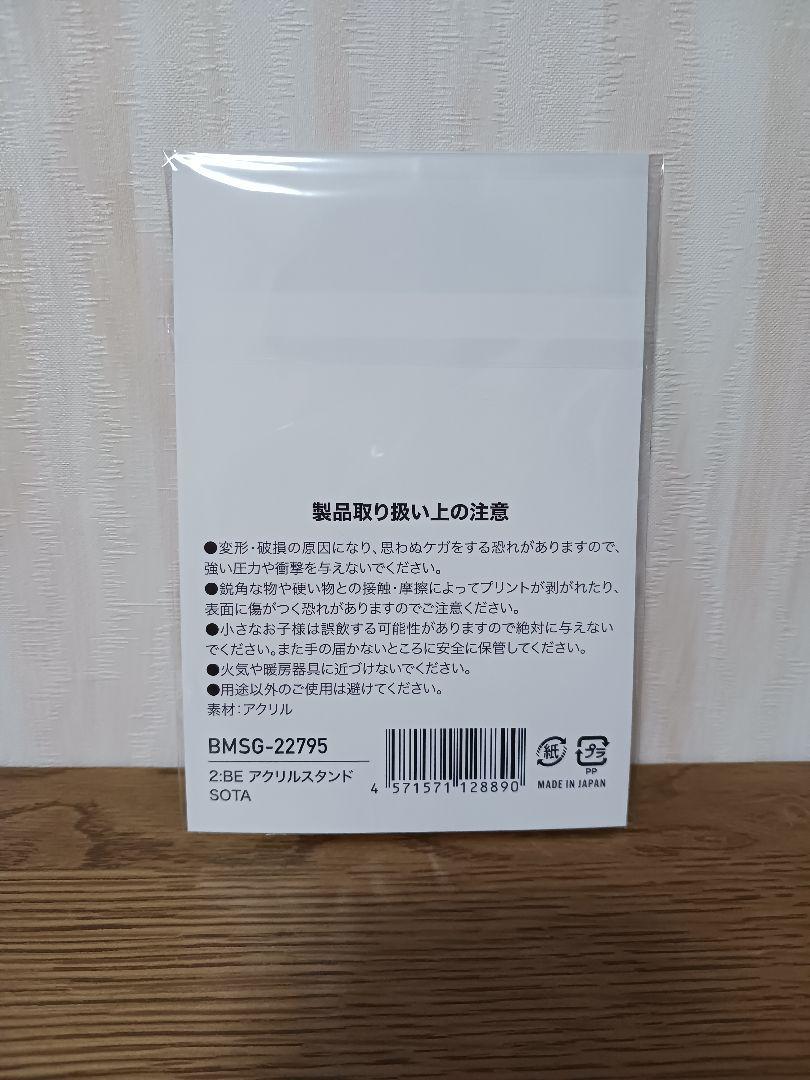 製品取り扱い上の注意
●変形・破損の原因になり、思わぬケガをする恐れがありますので、
強い圧力や衝撃を与えないでください。
●鋭角な物や硬い物との接触・摩擦によってプリントが剥がれたり、
表面に傷がつく恐れがありますのでご注意ください。
●小さなお子様は誤飲する可能性がありますので絶対に与えない
でください。また手の届かないところに安全に保管してください。
●火気や暖房器具に近づけないでください。
●用途以外のご使用は避けてください。
素材：アクリル
BMSG-22795
2:BE アクリルスタンド
SOTA
4 571571 128890
紙
プラ
PP
MADE IN JAPAN